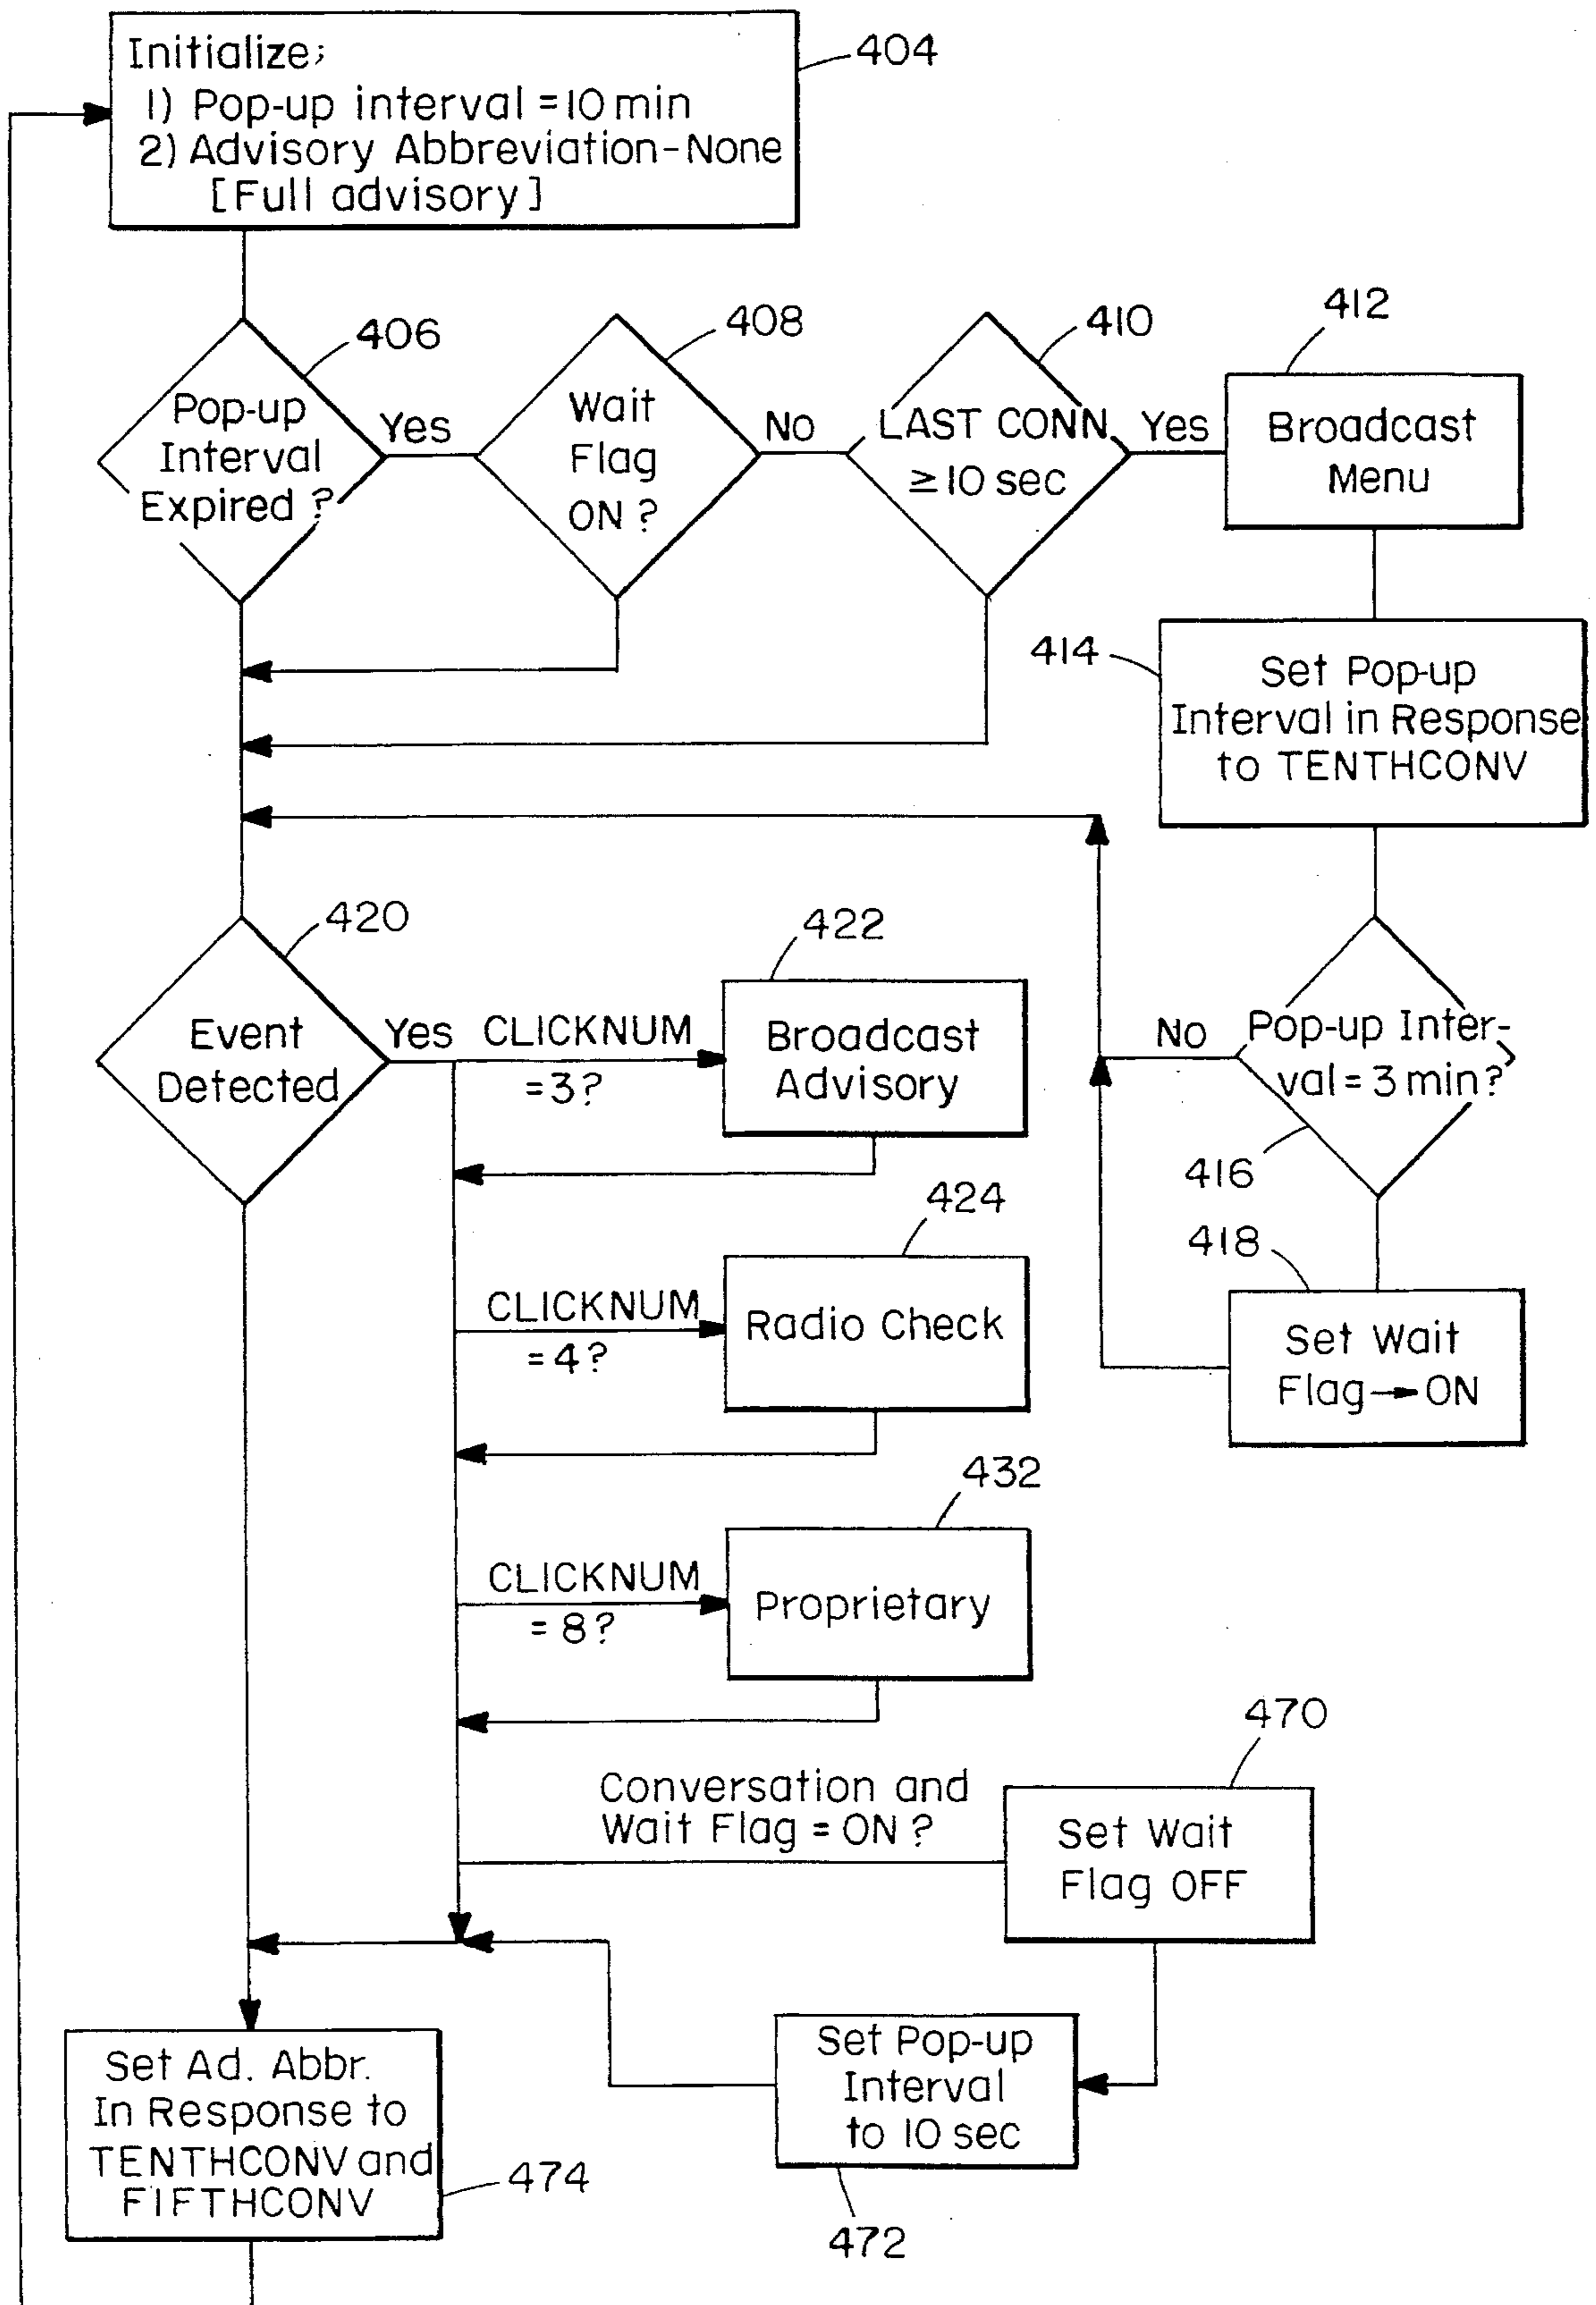 Initialize;
1) Pop-up interval = 10 min
2) Advisory Abbreviation - None
[Full advisory]
404
406
Pop-up
Interval
Expired ?
Yes
408
Wait
Flag
ON ?
No
410
LAST CONN
≥ 10 sec
Yes
412
Broadcast
Menu
414
Set Pop-up
Interval in Response
to TENTHCONV
420
Event
Detected
Yes
CLICKNUM
= 3?
422
Broadcast
Advisory
No
Pop-up Inter-
val = 3 min?
416
418
Set Wait
Flag → ON
424
CLICKNUM
= 4?
Radio Check
432
CLICKNUM
= 8?
Proprietary
470
Conversation and
Wait Flag = ON ?
Set Wait
Flag OFF
Set Pop-up
Interval
to 10 sec
472
Set Ad. Abbr.
In Response to
TENTHCONV and
FIFTHCONV
474